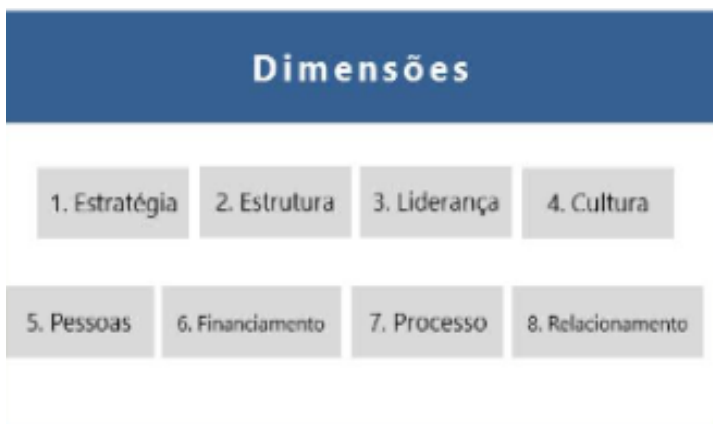 Dimensões
1. Estratégia 2. Estrutura 3. Liderança 4. Cultura
5. Pessoas 6. Financiamento 7. Processo 8. Relacionamento